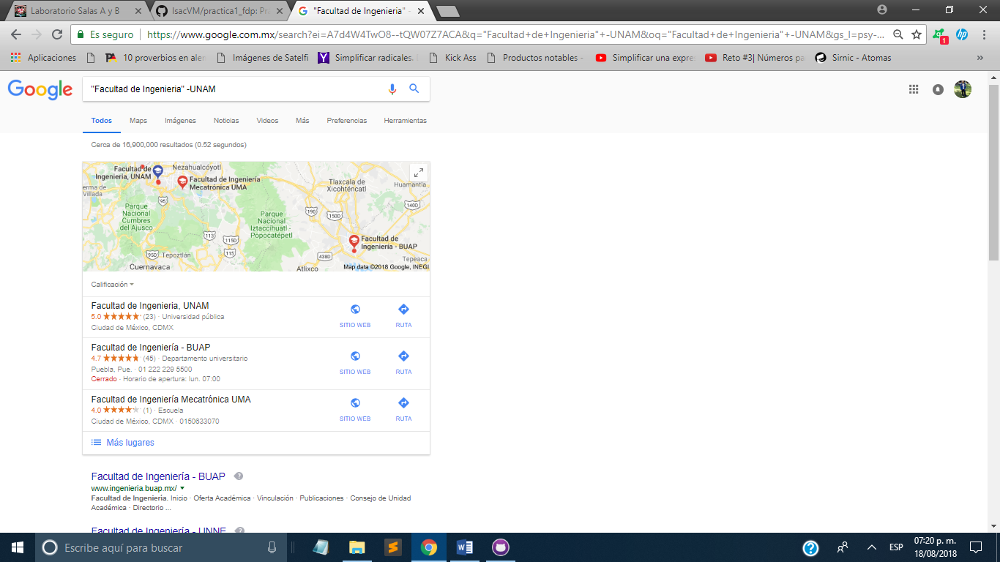 Laboratorio Salas A y B
IsacVM/practica1_fdp: Pra
"Facultad de Ingenieria" -
Es seguro
https://www.google.com.mx/search?ei=A7d4W4TwO8--tQW07Z7ACA&q="Facultad+de+Ingenieria"+-UNAM&oq="Facultad+de+Ingenieria"+-UNAM&gs_l=psy-...
1
Aplicaciones
10 proverbios en aler
Imágenes de Satelfi
Simplificar radicales.
Kick Ass
Productos notables -
Simplificar una expre
Reto #3| Números pa
Sirnic - Atomas
»
Google
"Facultad de Ingenieria" -UNAM
Todos Maps Imágenes Noticias Videos Más Preferencias Herramientas
Cerca de 16,900,000 resultados (0.52 segundos)
Facultad de
Ingenieria, UNAM
Nezahualcóyotl
Facultad de Ingeniería
Mecatrónica UMA
erma de
Villada
95
Parque
Nacional
Cumbres
del Ajusco
Parque
Nacional
Iztaccíhuatl -
Popocatépetl
Tlaxcala de
Xicohténcatl
Huamantla
140D
190
150D
113
115D
115
95D
Tepoztlán
Cuernavaca
438D
Atlixco
Facultad de
Ingeniería - BUAP
Tepeaca
Map data ©2018 Google, INEGI
Calificación
Facultad de Ingenieria, UNAM
5.0 ★★★★★ (23) · Universidad pública
Ciudad de México, CDMX
SITIO WEB
RUTA
Facultad de Ingeniería - BUAP
4.7 ★★★★★ (45) · Departamento universitario
Puebla, Pue. · 01 222 229 5500
Cerrado · Horario de apertura: lun. 07:00
SITIO WEB
RUTA
Facultad de Ingeniería Mecatrónica UMA
4.0 ★★★★★ (1) · Escuela
Ciudad de México, CDMX · 0150633070
SITIO WEB
RUTA
Más lugares
Facultad de Ingeniería - BUAP
www.ingenieria.buap.mx/
Facultad de Ingeniería. Inicio · Oferta Académica · Vinculación · Publicaciones · Consejo de Unidad
Académica · Directorio ...
Facultad de Ingeniería - UNNE
Escribe aquí para buscar
ESP
07:20 p. m.
18/08/2018